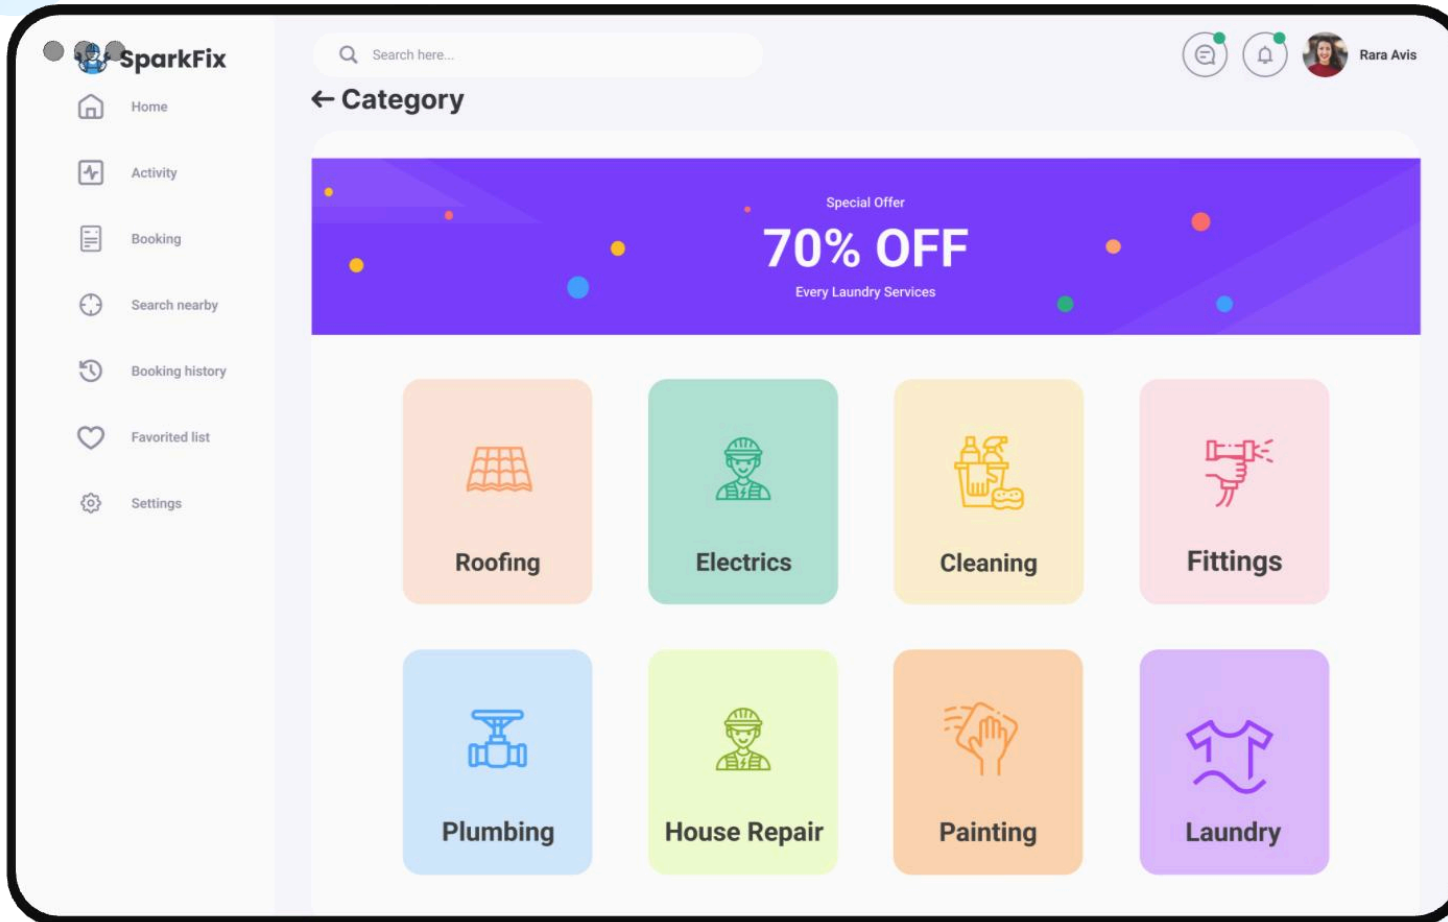 SparkFix
Search here...
Rara Avis
Home
Activity
Booking
Search nearby
Booking history
Favorited list
Settings
← Category
Special Offer
70% OFF
Every Laundry Services
Roofing
Electrics
Cleaning
Fittings
Plumbing
House Repair
Painting
Laundry